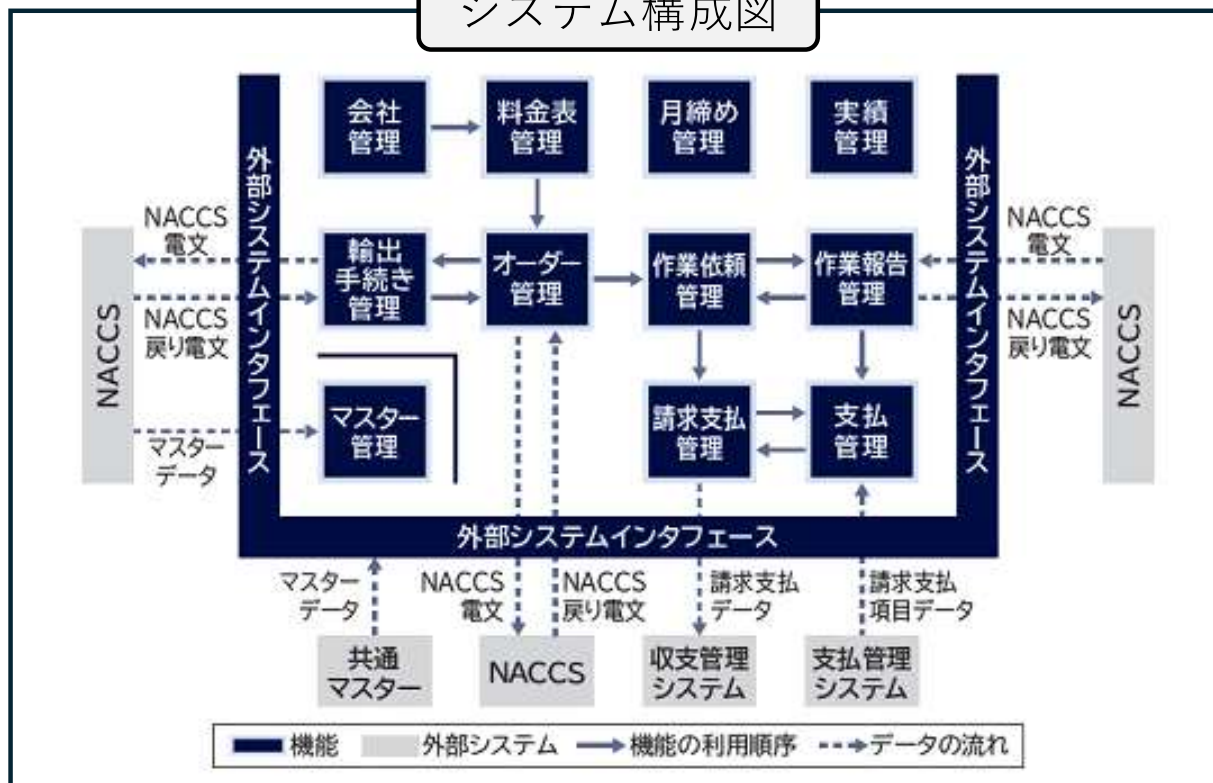 システム構成図
会社
管理
料金表
管理
月締め
管理
実績
管理
外部システムインタフェース
外部システムインタフェース
NACCS
電文
NACCS
戻り電文
NACCS
マスター
データ
輸出
手続き
管理
オーダー
管理
作業依頼
管理
作業報告
管理
NACCS
電文
NACCS
戻り電文
NACCS
マスター
管理
請求支払
管理
支払
管理
外部システムインタフェース
マスター
データ
NACCS
電文
NACCS
戻り電文
請求支払
データ
請求支払
項目データ
共通
マスター
NACCS
収支管理
システム
支払管理
システム
機能
外部システム
機能の利用順序
データの流れ